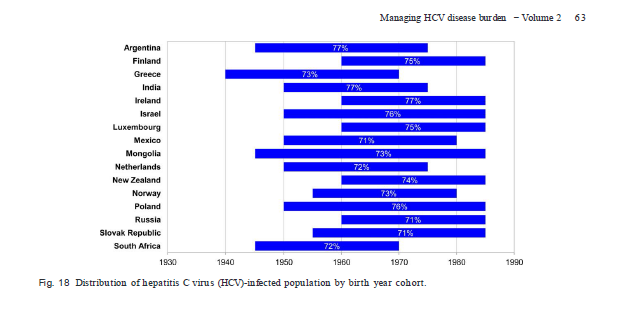 Managing HCV disease burden – Volume 2 63
Argentina 77%
Finland 75%
Greece 73%
India 77%
Ireland 77%
Israel 76%
Luxembourg 75%
Mexico 71%
Mongolia 73%
Netherlands 72%
New Zealand 74%
Norway 73%
Poland 76%
Russia 71%
Slovak Republic 71%
South Africa 72%
1930 1940 1950 1960 1970 1980 1990
Fig. 18 Distribution of hepatitis C virus (HCV)-infected population by birth year cohort.